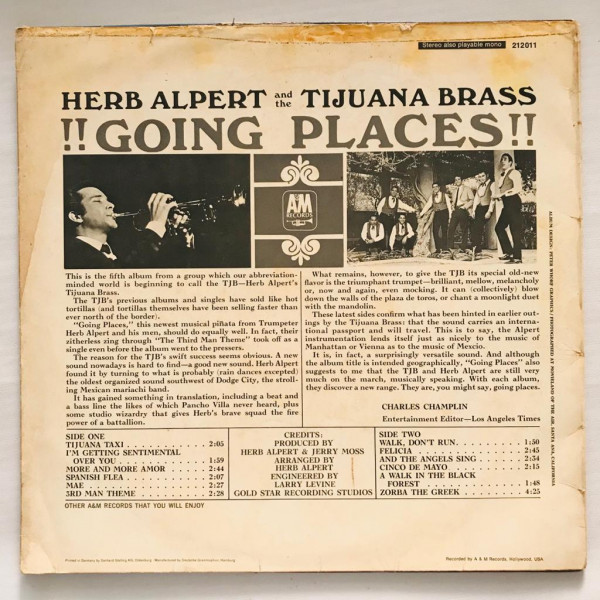 Stereo also playable mono 212011
HERB ALPERT and the TIJUANA BRASS
!!GOING PLACES!!
A&M
RECORDS
This is the fifth album from a group which our abbreviation-
minded world is beginning to call the TJB—Herb Alpert's
Tijuana Brass.
The TJB's previous albums and singles have sold like hot
tortillas (and tortillas themselves have been selling faster than
ever north of the border).
"Going Places," this newest musical piñata from Trumpeter
Herb Alpert and his men, should do equally well. In fact, their
zitherless zing through "The Third Man Theme" took off as a
single even before the album went to the pressers.
The reason for the TJB's swift success seems obvious. A new
sound nowadays is hard to find—a good new sound. Herb Alpert
found it by turning to what is probably (rain dances excepted)
the oldest organized sound southwest of Dodge City, the stroll-
ing Mexican mariachi band.
It has gained something in translation, including a beat and
a bass line the likes of which Pancho Villa never heard, plus
some studio wizardry that gives Herb's brave squad the fire
power of a battallion.
What remains, however, to give the TJB its special old-new
flavor is the triumphant trumpet—brilliant, mellow, melancholy
or, now and again, even mocking. It can (collectively) blow
down the walls of the plaza de toros, or chant a moonlight duet
with the mandolin.
These latest sides confirm what has been hinted in earlier out-
ings by the Tijuana Brass: that the sound carries an interna-
tional passport and will travel. This is to say, the Alpert
instrumentation lends itself just as nicely to the music of
Manhattan or Vienna as to the music of Mexcio.
It is, in fact, a surprisingly versatile sound. And although
the album title is intended geographically, "Going Places" also
suggests to me that the TJB and Herb Alpert are still very
much on the march, musically speaking. With each album,
they discover a new range. They are, you might say, going places.
CHARLES CHAMPLIN
Entertainment Editor—Los Angeles Times
SIDE ONE
TIJUANA TAXI . . . . . . . . . . 2:05
I'M GETTING SENTIMENTAL
OVER YOU . . . . . . . . . . 1:59
MORE AND MORE AMOR . . . 2:44
SPANISH FLEA . . . . . . . . . . 2:07
MAE . . . . . . . . . . 2:27
3RD MAN THEME . . . . . . . 2:28
CREDITS:
PRODUCED BY
HERB ALPERT & JERRY MOSS
ARRANGED BY
HERB ALPERT
ENGINEERED BY
LARRY LEVINE
GOLD STAR RECORDING STUDIOS
SIDE TWO
WALK, DON'T RUN . . . . . . . . 1:50
FELICIA . . . . . . . . . . 2:45
AND THE ANGELS SING . . . . 2:54
CINCO DE MAYO . . . . . . . . 2:15
A WALK IN THE BLACK
FOREST . . . . . . . . . . 1:48
ZORBA THE GREEK . . . . . . . 4:25
OTHER A&M RECORDS THAT YOU WILL ENJOY
Recorded by A & M Records, Hollywood, USA